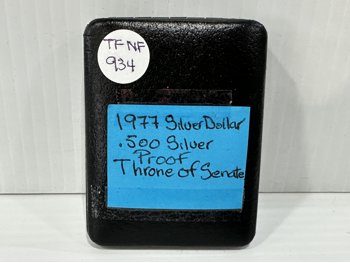 TFNF
934
1977 Silver Dollar
.500 Silver
Proof
Throne of Senate